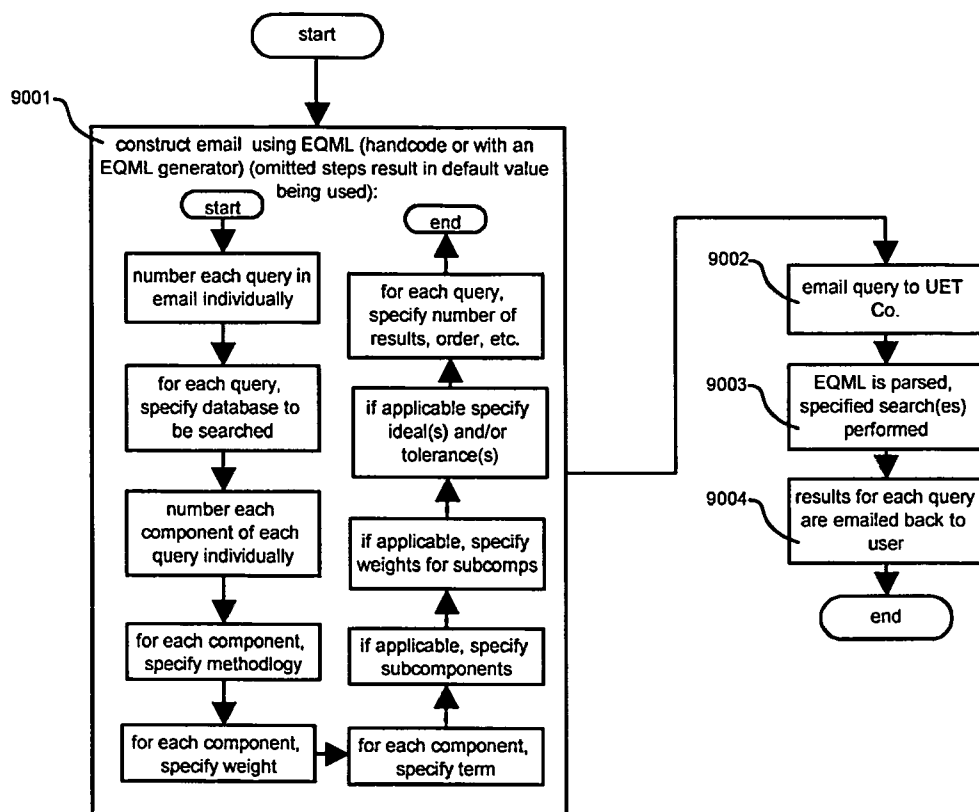 start
9001
construct email using EQML (handcode or with an
EQML generator) (omitted steps result in default value
being used):
start
number each query in
email individually
for each query,
specify database to
be searched
number each
component of each
query individually
for each component,
specify methodlogy
for each component,
specify weight
for each component,
specify term
if applicable, specify
subcomponents
if applicable, specify
weights for subcomps
if applicable specify
ideal(s) and/or
tolerance(s)
for each query,
specify number of
results, order, etc.
end
9002
email query to UET
Co.
9003
EQML is parsed,
specified search(es)
performed
9004
results for each query
are emailed back to
user
end